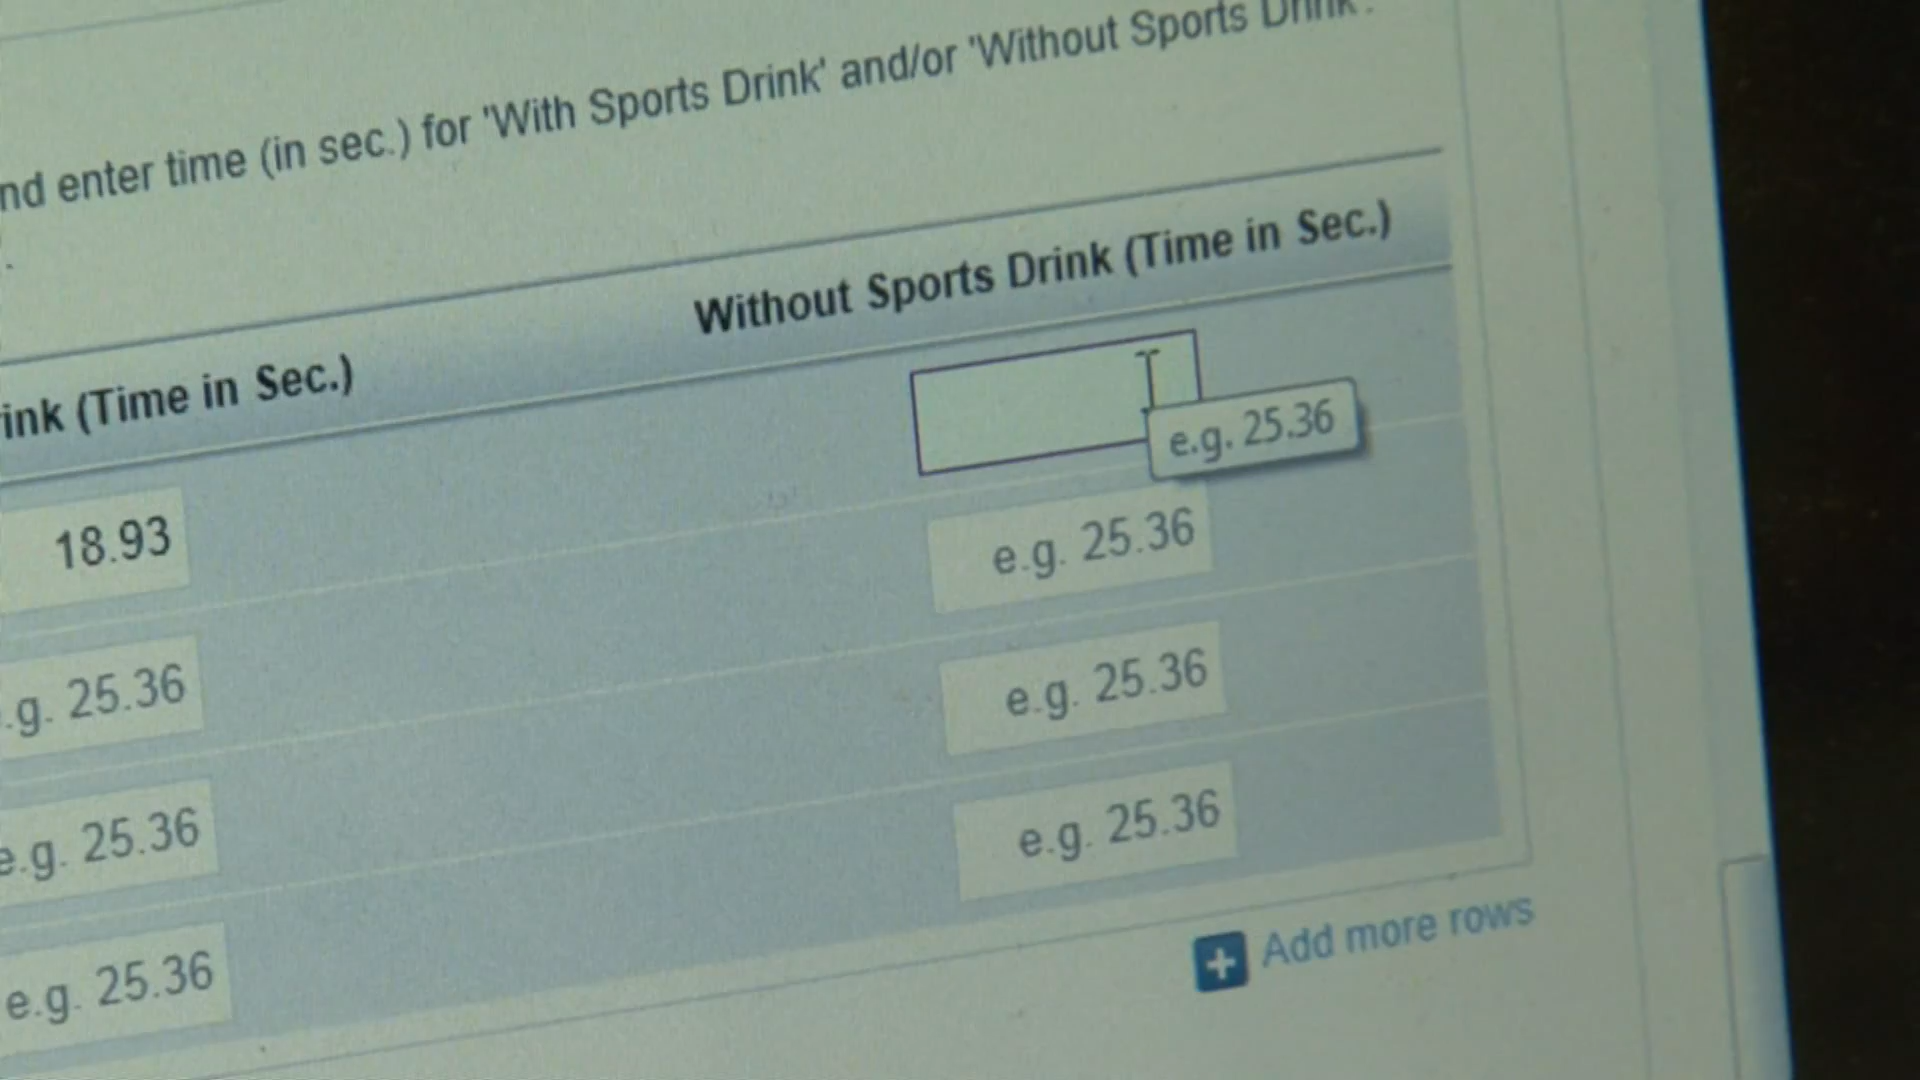 nd enter time (in sec.) for 'With Sports Drink' and/or 'Without Sports Drink'.
ink (Time in Sec.) Without Sports Drink (Time in Sec.)
18.93
e.g. 25.36
.g. 25.36 e.g. 25.36
e.g. 25.36 e.g. 25.36
e.g. 25.36 e.g. 25.36
Add more rows